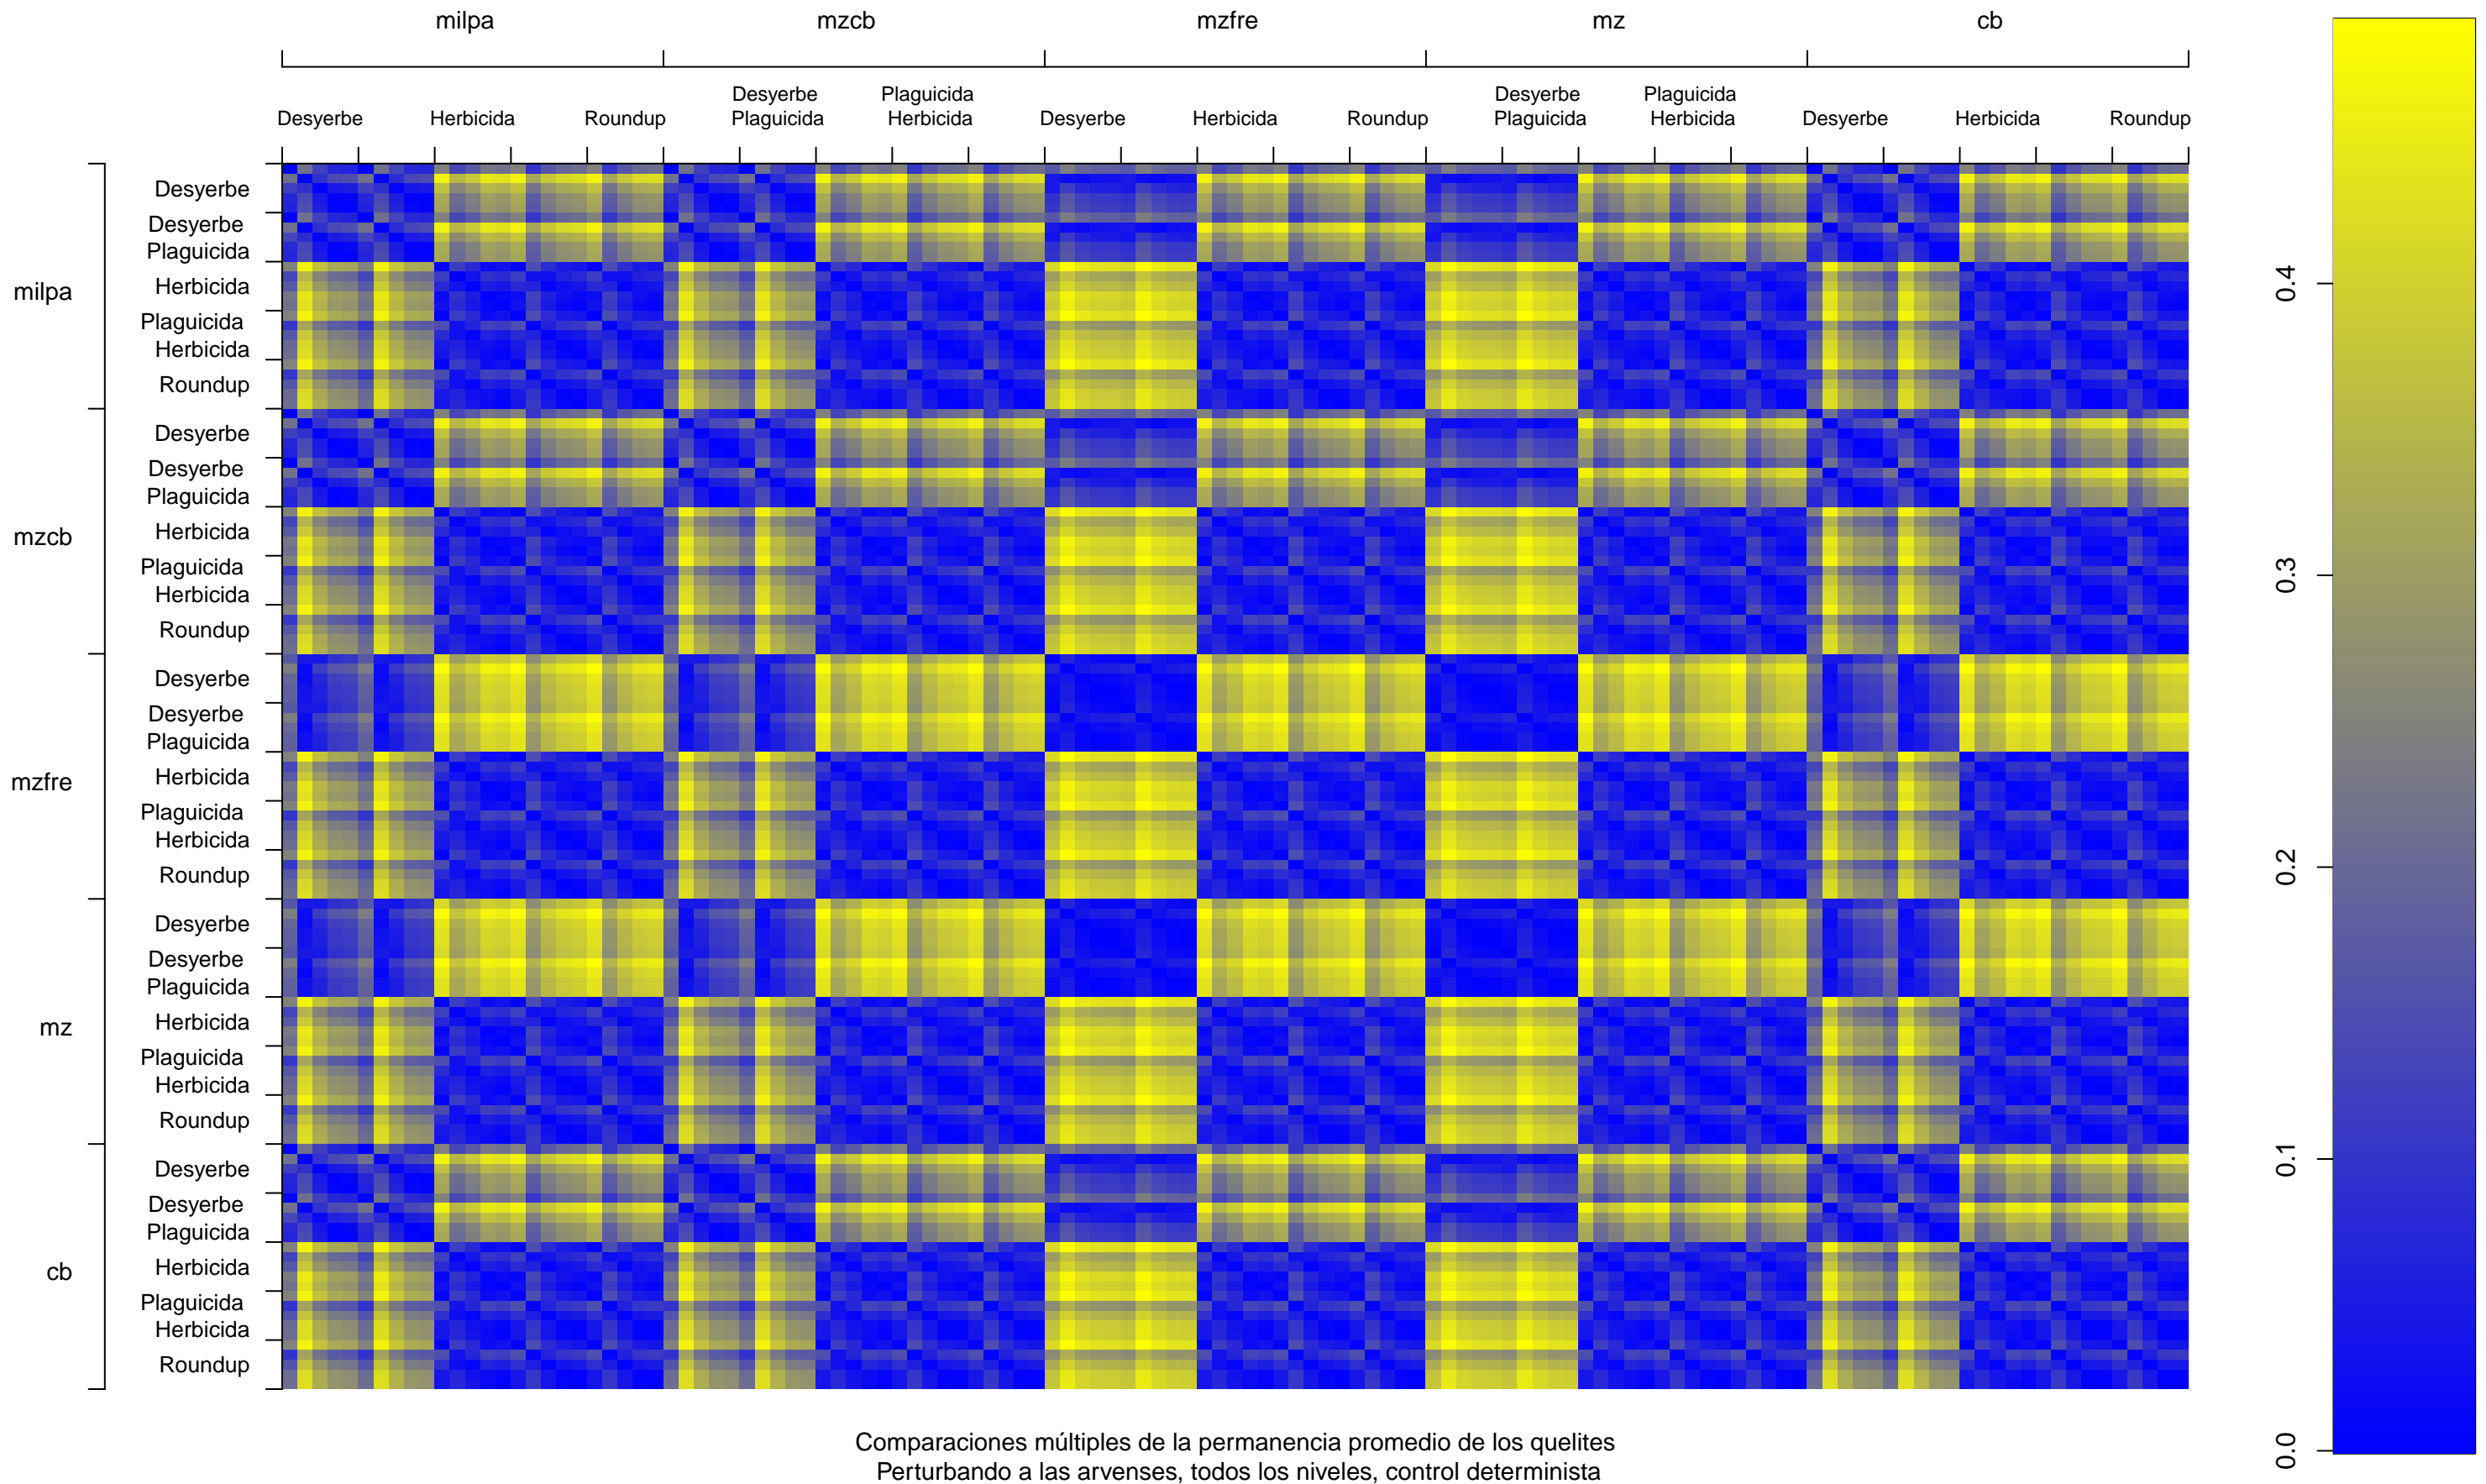 milpa mzcb mzfre mz cb
Desyerbe Plaguicida Desyerbe Plaguicida
Desyerbe Herbicida Roundup Plaguicida Herbicida Desyerbe Herbicida Roundup Plaguicida Herbicida Desyerbe Herbicida Roundup
milpa
Desyerbe
Desyerbe
Plaguicida
Herbicida
Plaguicida
Herbicida
Roundup
mzcb
Desyerbe
Desyerbe
Plaguicida
Herbicida
Plaguicida
Herbicida
Roundup
mzfre
Desyerbe
Desyerbe
Plaguicida
Herbicida
Plaguicida
Herbicida
Roundup
mz
Desyerbe
Desyerbe
Plaguicida
Herbicida
Plaguicida
Herbicida
Roundup
cb
Desyerbe
Desyerbe
Plaguicida
Herbicida
Plaguicida
Herbicida
Roundup
0.4
0.3
0.2
0.1
0.0
Comparaciones múltiples de la permanencia promedio de los quelites
Perturbando a las arvenses, todos los niveles, control determinista